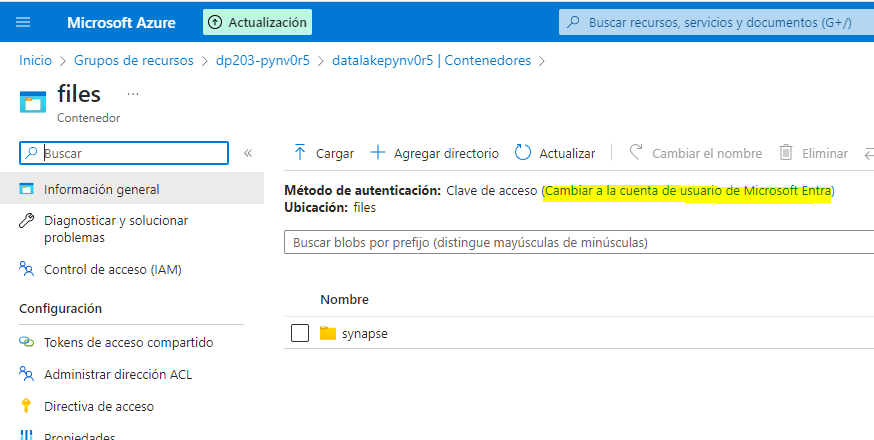 Microsoft Azure
Actualización
Buscar recursos, servicios y documentos (G+/)
Inicio > Grupos de recursos > dp203-pynv0r5 > datalakepynv0r5 | Contenedores >
files ...
Contenedor
Buscar
«
Cargar
Agregar directorio
Actualizar
Cambiar el nombre
Eliminar
Información general
Diagnosticar y solucionar
problemas
Control de acceso (IAM)
Configuración
Tokens de acceso compartido
Administrar dirección ACL
Directiva de acceso
Propiedades
Método de autenticación: Clave de acceso (Cambiar a la cuenta de usuario de Microsoft Entra)
Ubicación: files
Buscar blobs por prefijo (distingue mayúsculas de minúsculas)
Nombre
synapse